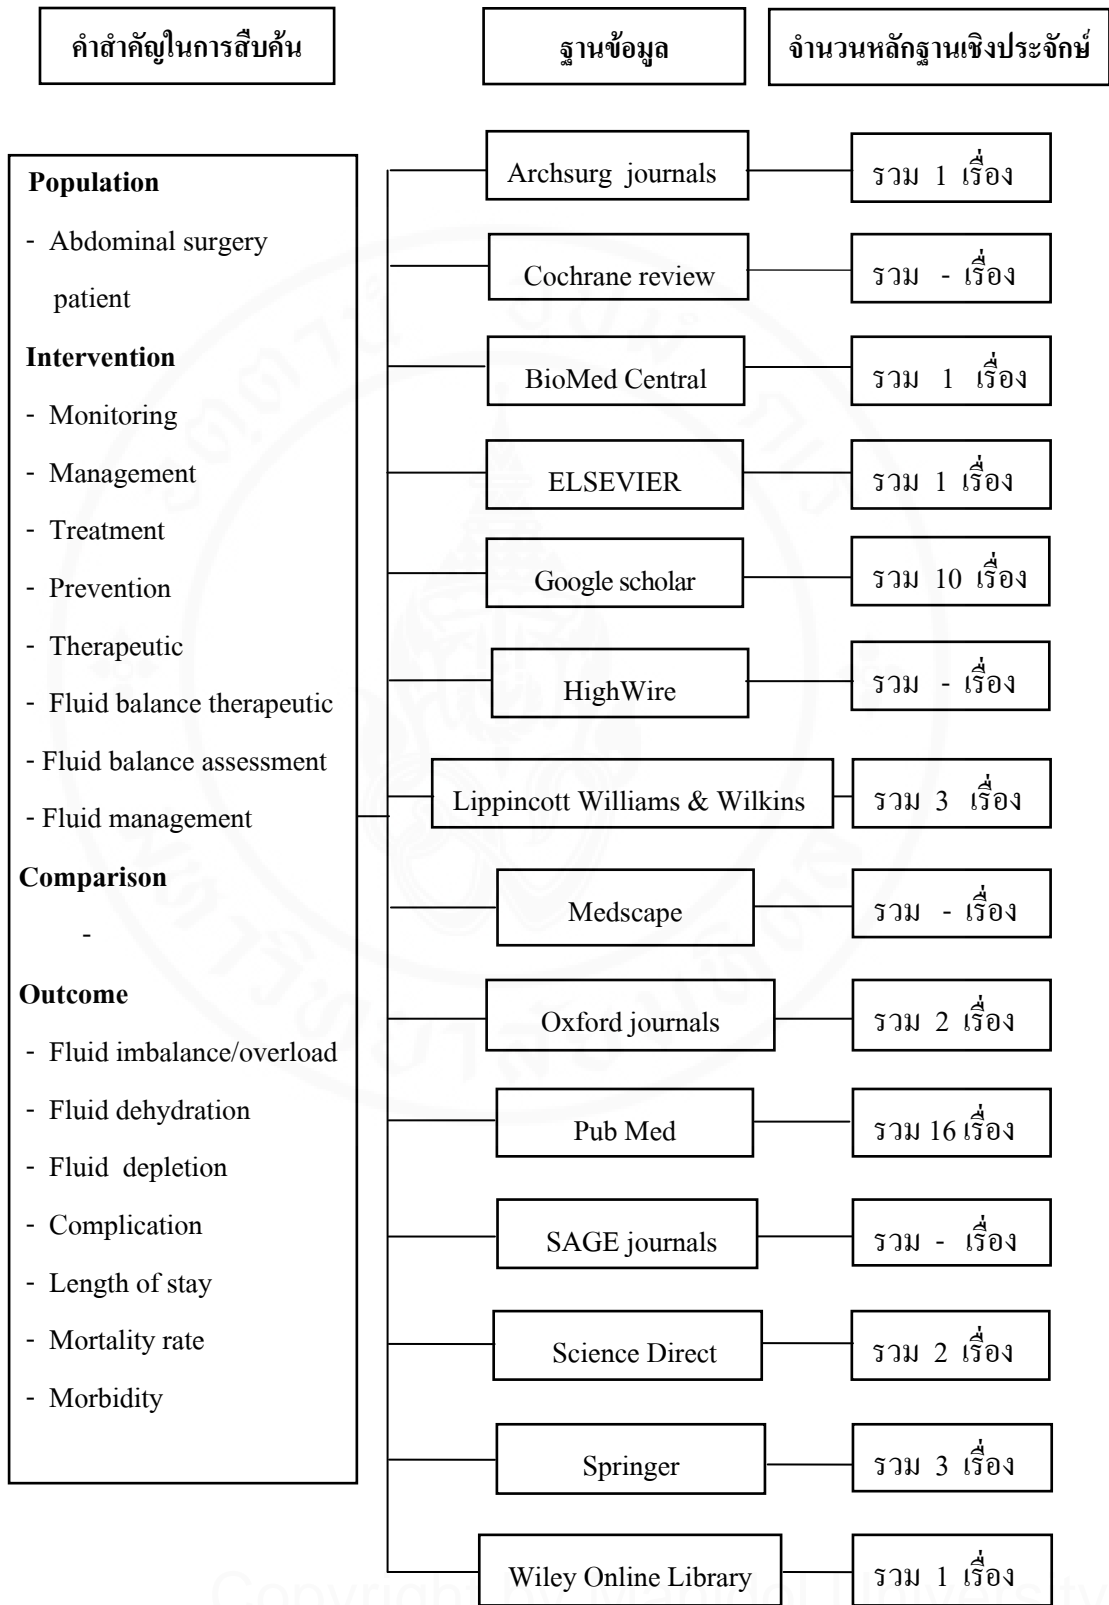 คำสำคัญในการสืบค้น
ฐานข้อมูล
จำนวนหลักฐานเชิงประจักษ์
Population
- Abdominal surgery
patient
Intervention
- Monitoring
- Management
- Treatment
- Prevention
- Therapeutic
- Fluid balance therapeutic
- Fluid balance assessment
- Fluid management
Comparison
-
Outcome
- Fluid imbalance/overload
- Fluid dehydration
- Fluid depletion
- Complication
- Length of stay
- Mortality rate
- Morbidity
Archsurg journals
รวม 1 เรื่อง
Cochrane review
รวม - เรื่อง
BioMed Central
รวม 1 เรื่อง
ELSEVIER
รวม 1 เรื่อง
Google scholar
รวม 10 เรื่อง
HighWire
รวม - เรื่อง
Lippincott Williams & Wilkins
รวม 3 เรื่อง
Medscape
รวม - เรื่อง
Oxford journals
รวม 2 เรื่อง
Pub Med
รวม 16 เรื่อง
SAGE journals
รวม - เรื่อง
Science Direct
รวม 2 เรื่อง
Springer
รวม 3 เรื่อง
Wiley Online Library
รวม 1 เรื่อง
Copyright by Mahidol University